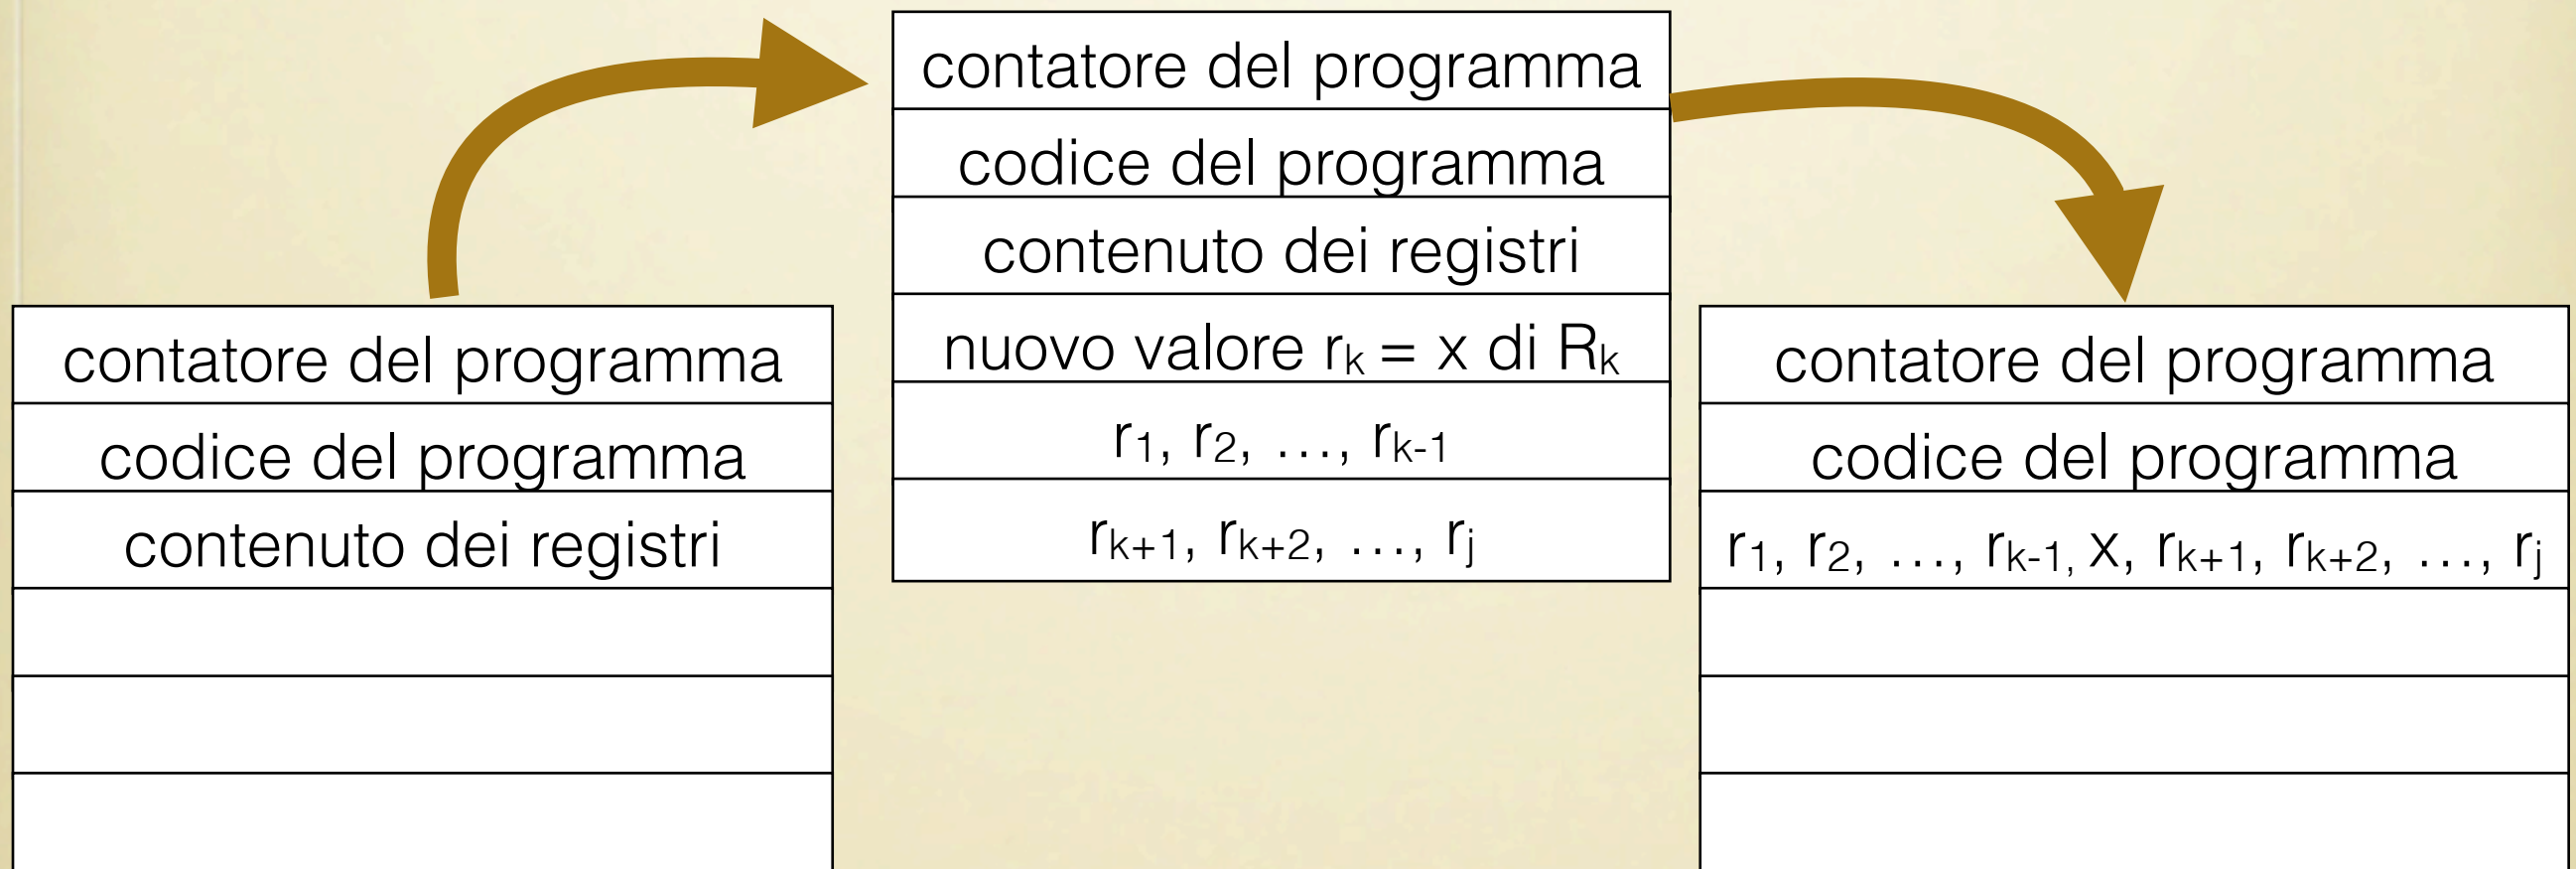 contatore del programma
codice del programma
contenuto dei registri
contatore del programma
codice del programma
contenuto dei registri
nuovo valore rₖ = x di Rₖ
r₁, r₂, …, rₖ₋₁
rₖ₊₁, rₖ₊₂, …, rⱼ
contatore del programma
codice del programma
r₁, r₂, …, rₖ₋₁, x, rₖ₊₁, rₖ₊₂, …, rⱼ